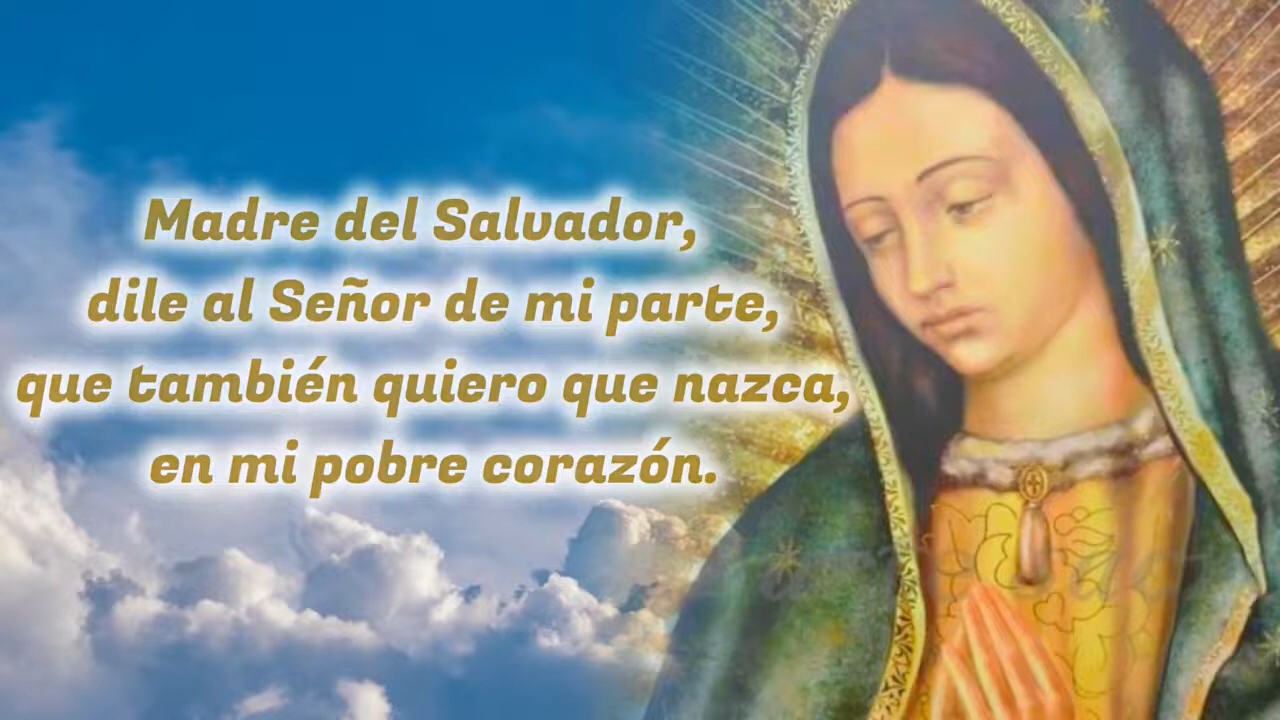 Madre del Salvador,
dile al Señor de mi parte,
que también quiero que nazca,
en mi pobre corazón.